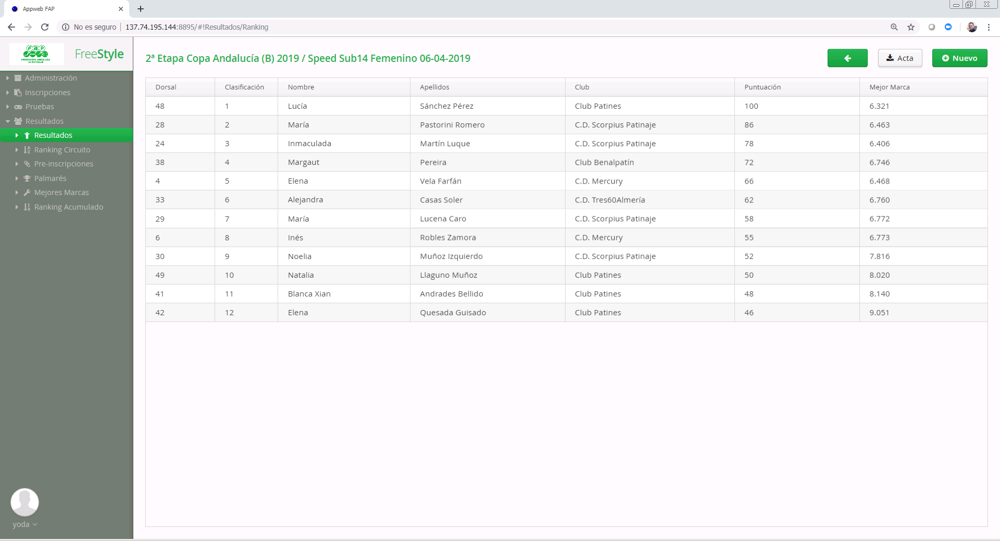 Appweb FAP
No es seguro 137.74.195.144:8895/#!Resultados/Ranking
FaP
FEDERACIÓN ANDALUZA
DE PATINAJE
FreeStyle
Administración
Inscripciones
Pruebas
Resultados
Resultados
Ranking Circuito
Pre-inscripciones
Palmarés
Mejores Marcas
Ranking Acumulado
yoda
2ª Etapa Copa Andalucía (B) 2019 / Speed Sub14 Femenino 06-04-2019
Acta
Nuevo
Dorsal Clasificación Nombre Apellidos Club Puntuación Mejor Marca
48 1 Lucía Sánchez Pérez Club Patines 100 6.321
28 2 María Pastorini Romero C.D. Scorpius Patinaje 86 6.463
24 3 Inmaculada Martín Luque C.D. Scorpius Patinaje 78 6.406
38 4 Margaut Pereira Club Benalpatín 72 6.746
4 5 Elena Vela Farfán C.D. Mercury 66 6.468
33 6 Alejandra Casas Soler C.D. Tres60Almería 62 6.760
29 7 María Lucena Caro C.D. Scorpius Patinaje 58 6.772
6 8 Inés Robles Zamora C.D. Mercury 55 6.773
30 9 Noelia Muñoz Izquierdo C.D. Scorpius Patinaje 52 7.816
49 10 Natalia Llaguno Muñoz Club Patines 50 8.020
41 11 Blanca Xian Andrades Bellido Club Patines 48 8.140
42 12 Elena Quesada Guisado Club Patines 46 9.051